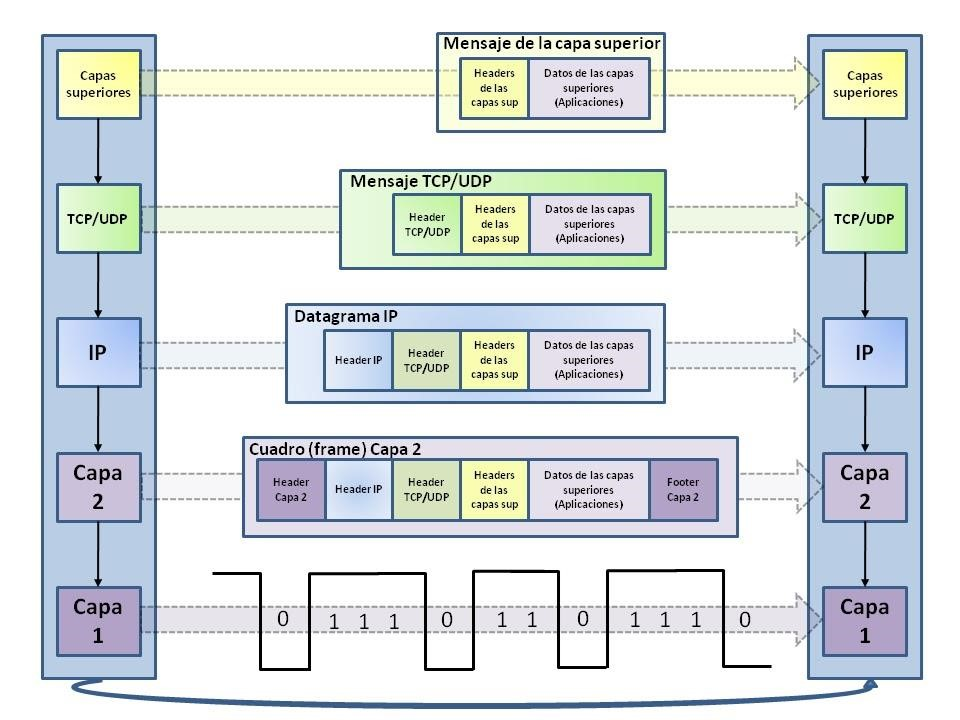 Mensaje de la capa superior
Capas
superiores
Headers
de las
capas sup
Datos de las capas
superiores
(Aplicaciones)
Capas
superiores
Mensaje TCP/UDP
TCP/UDP
Header
TCP/UDP
Headers
de las
capas sup
Datos de las capas
superiores
(Aplicaciones)
TCP/UDP
Datagrama IP
IP
Header IP
Header
TCP/UDP
Headers
de las
capas sup
Datos de las capas
superiores
(Aplicaciones)
IP
Cuadro (frame) Capa 2
Capa
2
Header
Capa 2
Header IP
Header
TCP/UDP
Headers
de las
capas sup
Datos de las capas
superiores
(Aplicaciones)
Footer
Capa 2
Capa
2
Capa
1
0 1 1 1 0 1 1 0 1 1 1 0
Capa
1